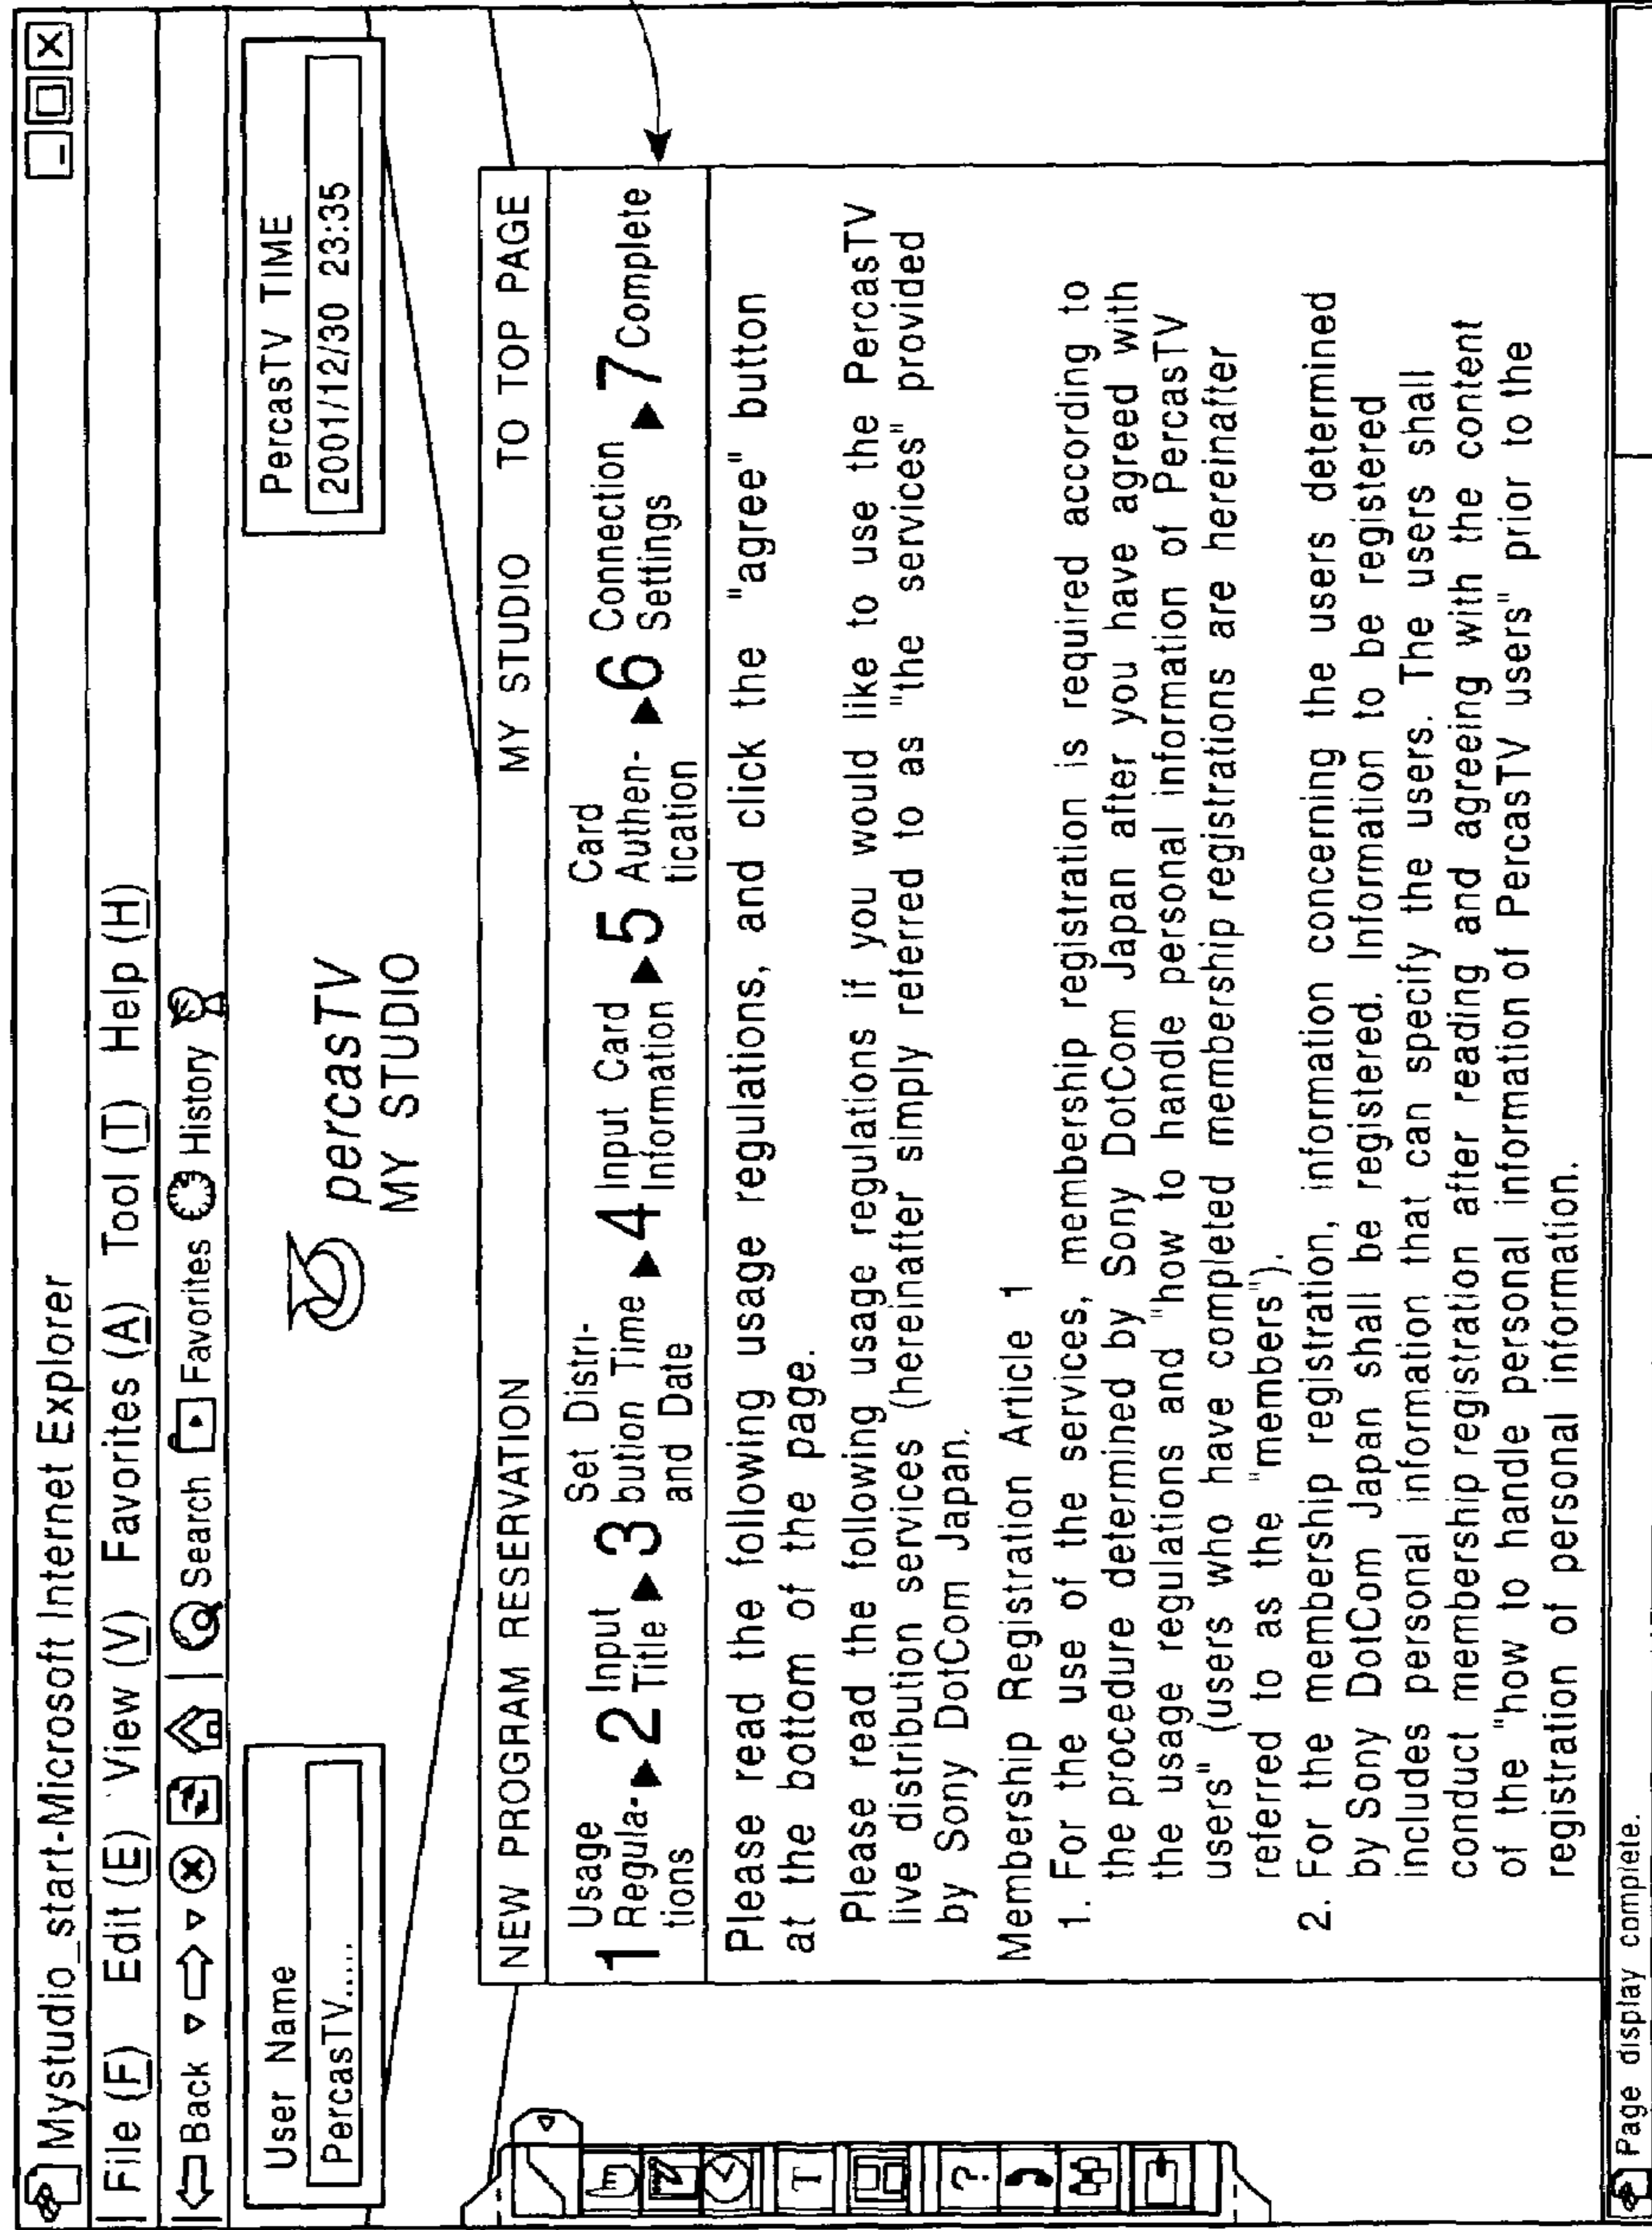 Mystudio_start-Microsoft Internet Explorer
File (F) Edit (E) View (V) Favorites (A) Tool (T) Help (H)
Back Search Favorites History
User Name
PercasTV.....
percasTV
MY STUDIO
PercasTV TIME
2001/12/30 23:35
NEW PROGRAM RESERVATION MY STUDIO TO TOP PAGE
1 Usage Regula-tions
2 Input Title
3 Set Distri-bution Time and Date
4 Input Card Information
5 Card Authen-tication
6 Connection Settings
7 Complete
Please read the following usage regulations, and click the "agree" button
at the bottom of the page.
Please read the following usage regulations if you would like to use the PercasTV
live distribution services (hereinafter simply referred to as "the services" provided
by Sony DotCom Japan.
Membership Registration Article 1
1. For the use of the services, membership registration is required according to
the procedure determined by Sony DotCom Japan after you have agreed with
the usage regulations and "how to handle personal information of PercasTV
users" (users who have completed membership registrations are hereinafter
referred to as the "members").
2. For the membership registration, information concerning the users determined
by Sony DotCom Japan shall be registered. Information to be registered
includes personal information that can specify the users. The users shall
conduct membership registration after reading and agreeing with the content
of the "how to handle personal information of PercasTV users" prior to the
registration of personal information.
T
?
Page display complete.